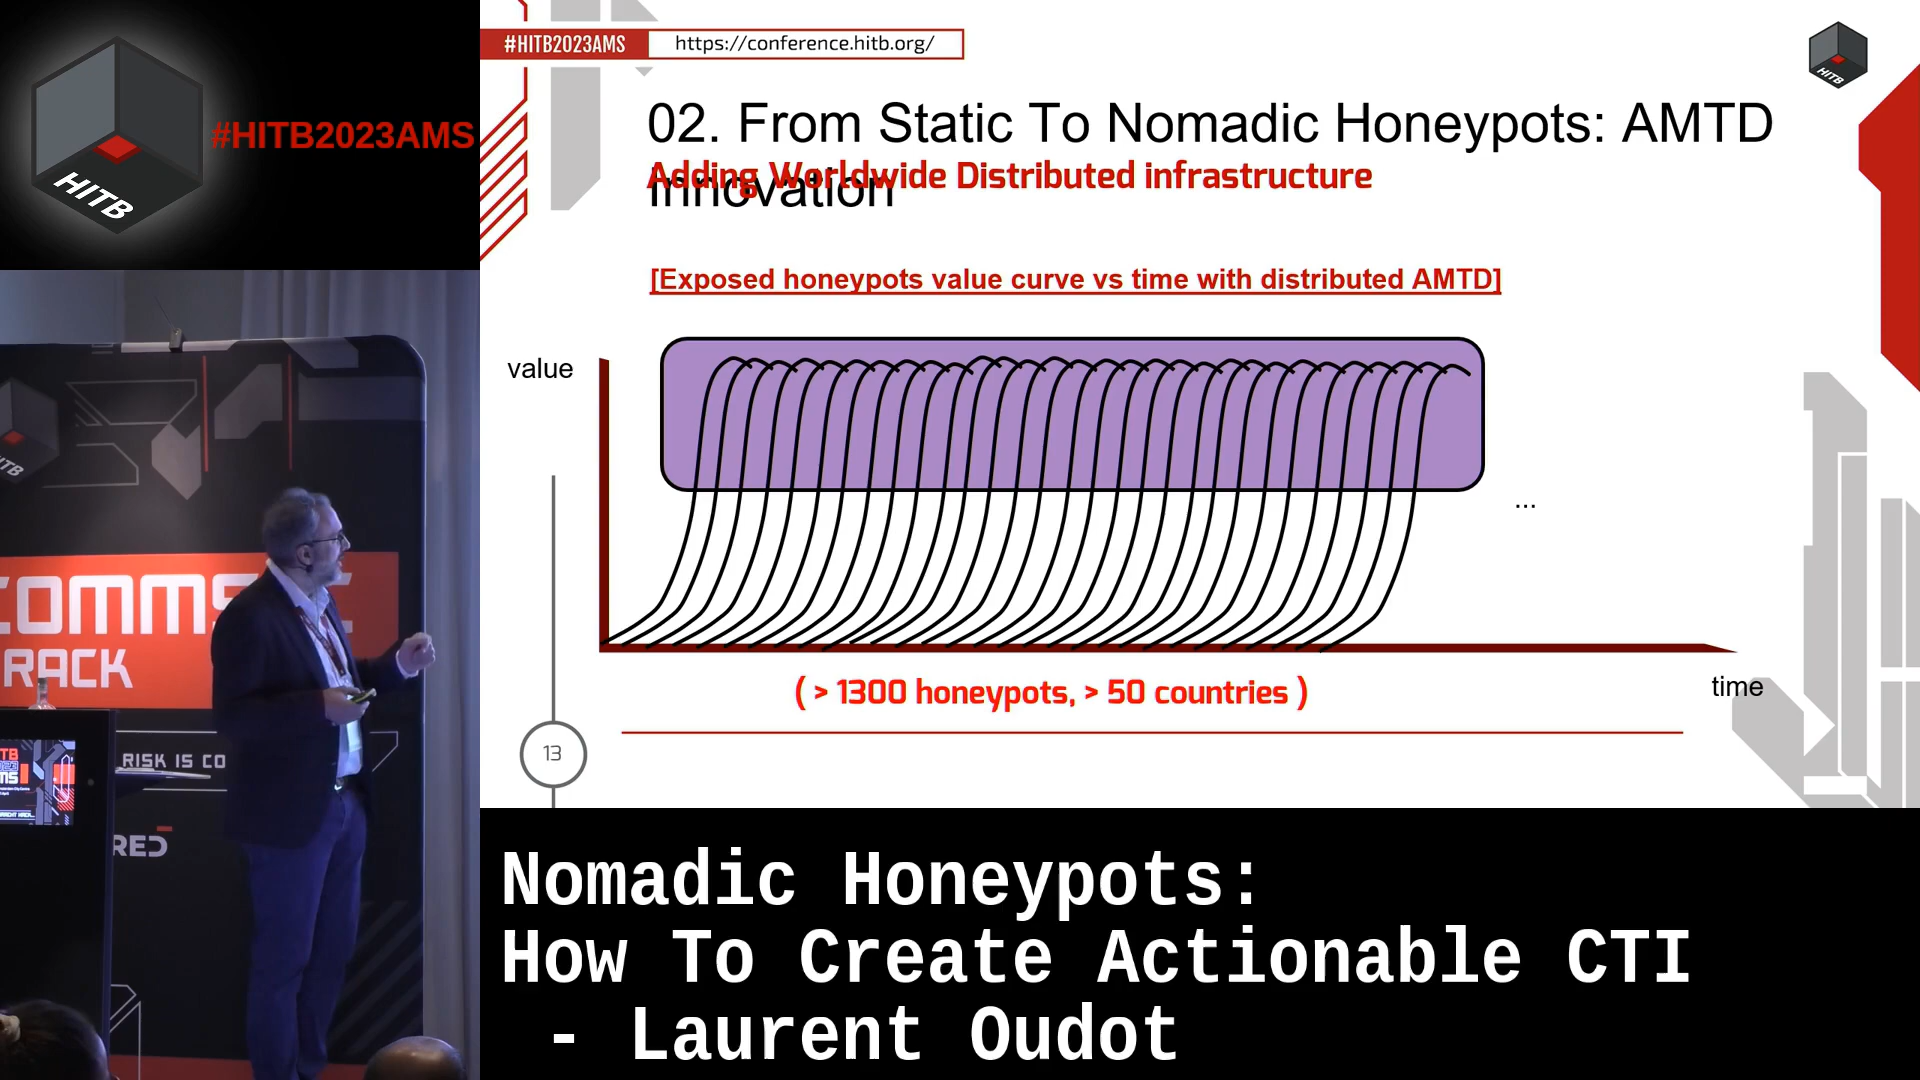 #HITB2023AMS
HITB
#HITB2023AMS
https://conference.hitb.org/
HITB
02. From Static To Nomadic Honeypots: AMTD
Innovation
Adding Worldwide Distributed infrastructure
[Exposed honeypots value curve vs time with distributed AMTD]
value
...
time
( > 1300 honeypots, > 50 countries )
13
COMMS
RACK
RISK IS CO
RED
Nomadic Honeypots:
How To Create Actionable CTI
- Laurent Oudot